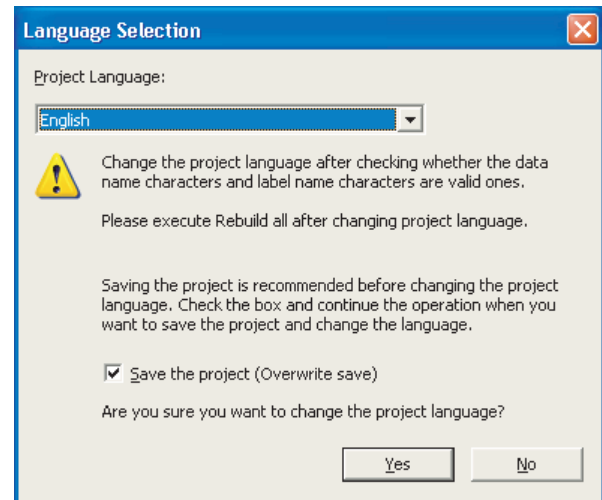 Language Selection
Project Language:
English
Change the project language after checking whether the data
name characters and label name characters are valid ones.
Please execute Rebuild all after changing project language.
Saving the project is recommended before changing the project
language. Check the box and continue the operation when you
want to save the project and change the language.
Save the project (Overwrite save)
Are you sure you want to change the project language?
Yes
No